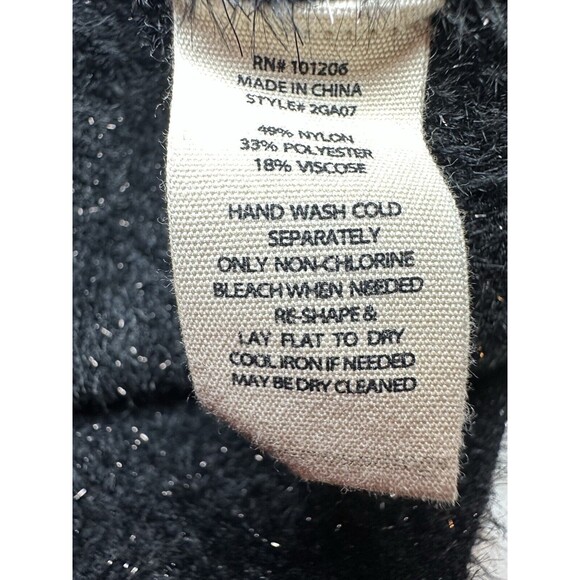 RN# 101206
MADE IN CHINA
STYLE# 2GA07
49% NYLON
33% POLYESTER
18% VISCOSE
HAND WASH COLD
SEPARATELY
ONLY NON-CHLORINE
BLEACH WHEN NEEDED
RE-SHAPE &
LAY FLAT TO DRY
COOL IRON IF NEEDED
MAY BE DRY CLEANED